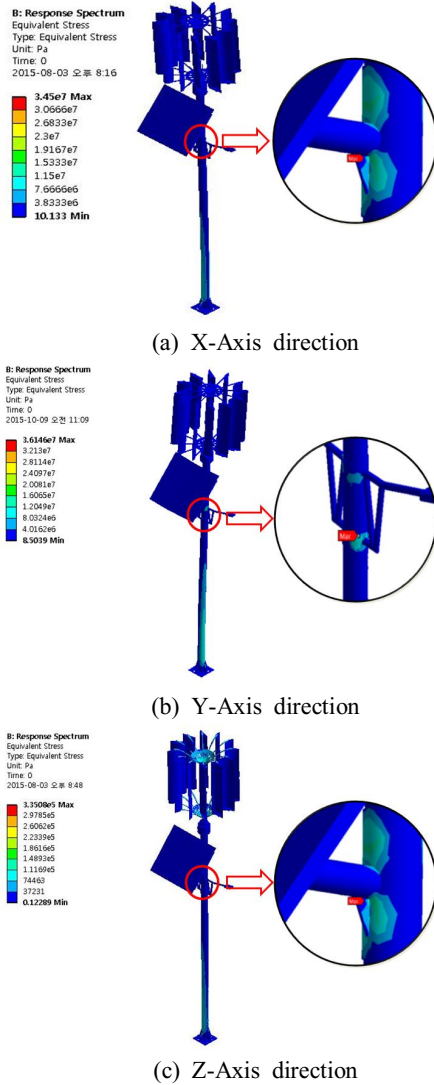 B: Response Spectrum
Equivalent Stress
Type: Equivalent Stress
Unit: Pa
Time: 0
2015-08-03 오후 8:16
3.45e7 Max
3.0666e7
2.6833e7
2.3e7
1.9167e7
1.5333e7
1.15e7
7.6666e6
3.8333e6
10.133 Min
Max
(a) X-Axis direction
B: Response Spectrum
Equivalent Stress
Type: Equivalent Stress
Unit: Pa
Time: 0
2015-10-09 오전 11:09
3.6146e7 Max
3.213e7
2.8114e7
2.4097e7
2.0081e7
1.6065e7
1.2049e7
8.0324e6
4.0162e6
8.5039 Min
Max
(b) Y-Axis direction
B: Response Spectrum
Equivalent Stress
Type: Equivalent Stress
Unit: Pa
Time: 0
2015-08-03 오후 8:48
3.3508e5 Max
2.9785e5
2.6062e5
2.2339e5
1.8616e5
1.4893e5
1.1169e5
74463
37231
0.12289 Min
Max
(c) Z-Axis direction